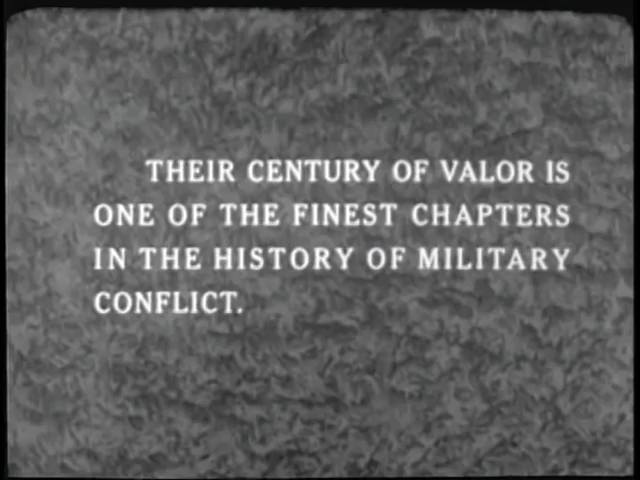 THEIR CENTURY OF VALOR IS
ONE OF THE FINEST CHAPTERS
IN THE HISTORY OF MILITARY
CONFLICT.